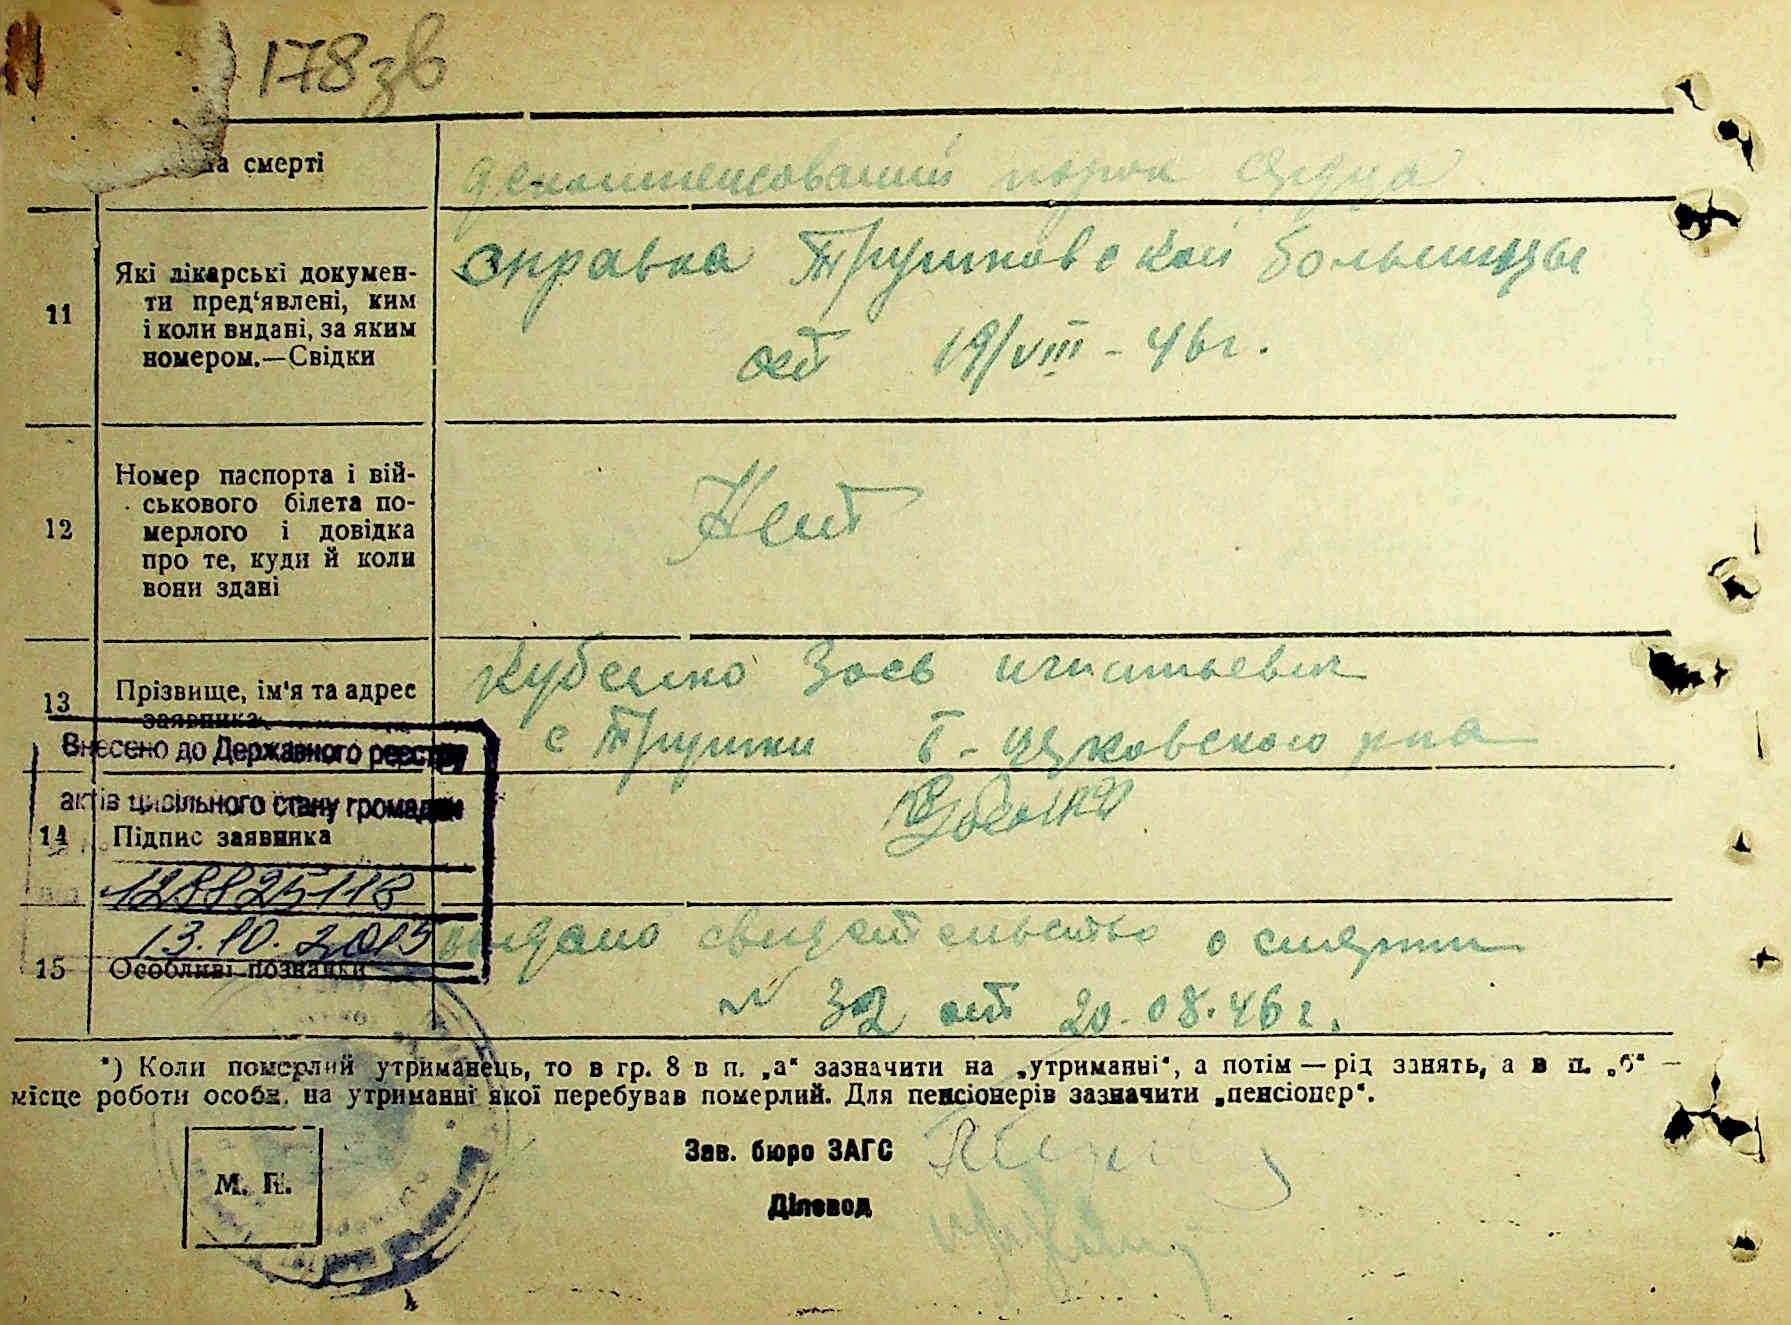 178зв
на смерті
декомпенсований порок сердца
11
Які лікарські докумен-
ти пред‘явлені, ким
і коли видані, за яким
номером.—Свідки
справка Трушковской больницы
от 19/VIII - 46 г.
12
Номер паспорта і вій-
ськового білета по-
мерлого і довідка
про те, куди й коли
вони здані
Нет
13
Прізвище, ім'я та адрес
заявника
Кубенко
с Трушки Б-церковского р-на
Внесено до Державного реєстру
актів цивільного стану громадян
14
Підпис заявника
128825113
13.10.2015
15
Особливі позначки
выдано свидетельство о смерти
N 32 от 20.08.46 г.
*) Коли померлий утриманець, то в гр. 8 в п. „а“ зазначити на „утриманні“, а потім — рід занять, а в п. „б“ —
місце роботи особи, на утриманні якої перебував померлий. Для пенсіонерів зазначити „пенсіонер“.
Зав. бюро ЗАГС
М. П.
Діловод